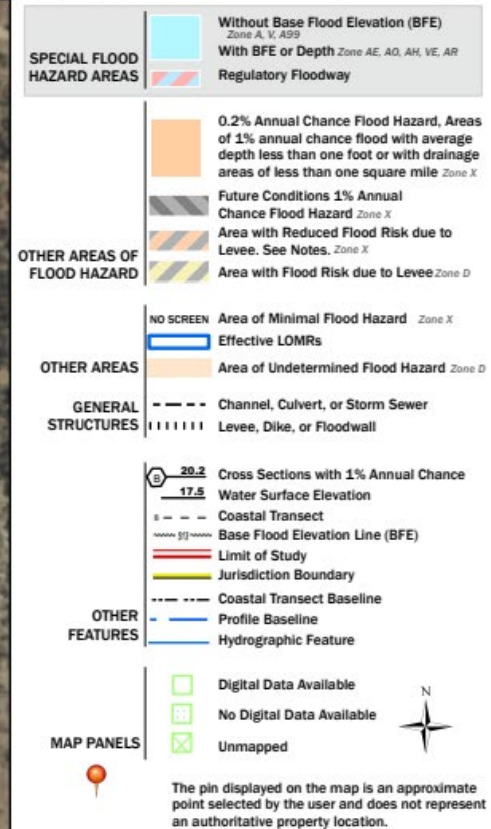 SPECIAL FLOOD
HAZARD AREAS
Without Base Flood Elevation (BFE)
Zone A, V, A99
With BFE or Depth Zone AE, AO, AH, VE, AR
Regulatory Floodway
OTHER AREAS OF
FLOOD HAZARD
0.2% Annual Chance Flood Hazard, Areas
of 1% annual chance flood with average
depth less than one foot or with drainage
areas of less than one square mile Zone X
Future Conditions 1% Annual
Chance Flood Hazard Zone X
Area with Reduced Flood Risk due to
Levee. See Notes. Zone X
Area with Flood Risk due to Levee Zone D
OTHER AREAS
NO SCREEN Area of Minimal Flood Hazard Zone X
Effective LOMRs
Area of Undetermined Flood Hazard Zone D
GENERAL
STRUCTURES
Channel, Culvert, or Storm Sewer
Levee, Dike, or Floodwall
OTHER
FEATURES
B 20.2 Cross Sections with 1% Annual Chance
17.5 Water Surface Elevation
8 Coastal Transect
513 Base Flood Elevation Line (BFE)
Limit of Study
Jurisdiction Boundary
Coastal Transect Baseline
Profile Baseline
Hydrographic Feature
MAP PANELS
Digital Data Available
No Digital Data Available
Unmapped
N
The pin displayed on the map is an approximate
point selected by the user and does not represent
an authoritative property location.